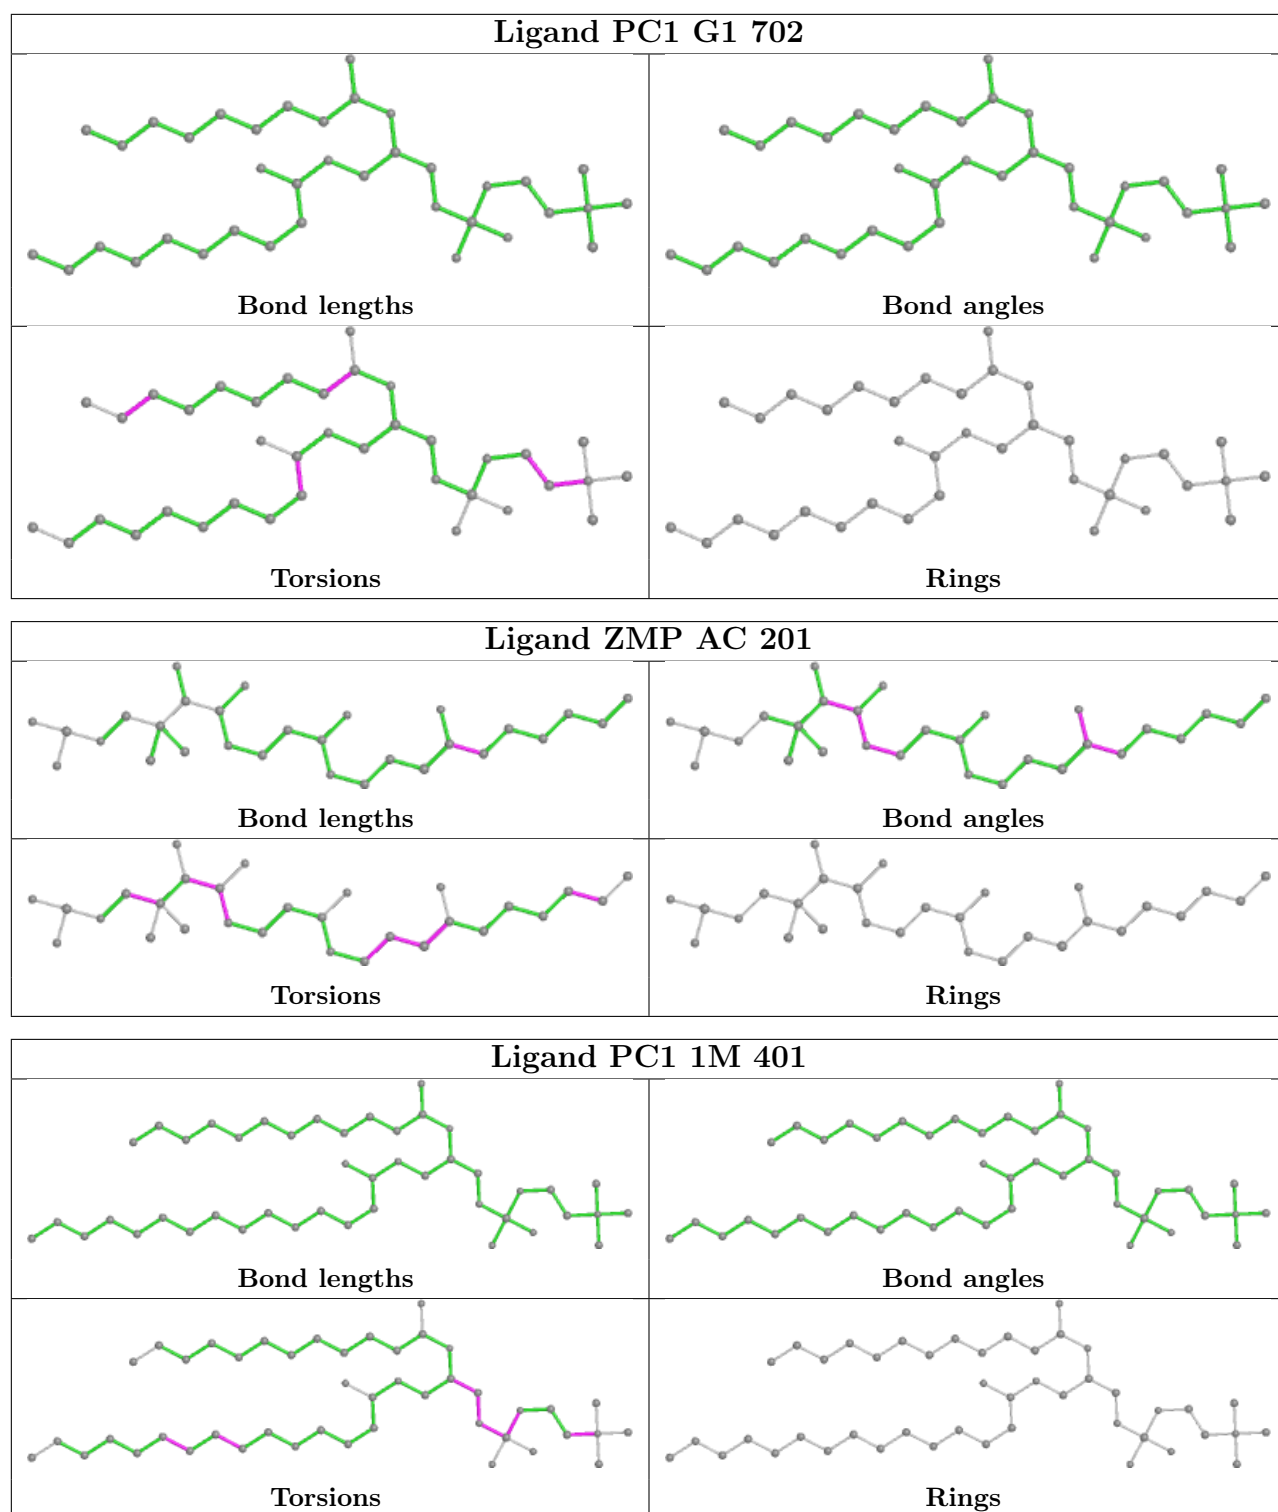 Ligand PC1 G1 702
Bond lengths
Bond angles
Torsions
Rings
Ligand ZMP AC 201
Bond lengths
Bond angles
Torsions
Rings
Ligand PC1 1M 401
Bond lengths
Bond angles
Torsions
Rings